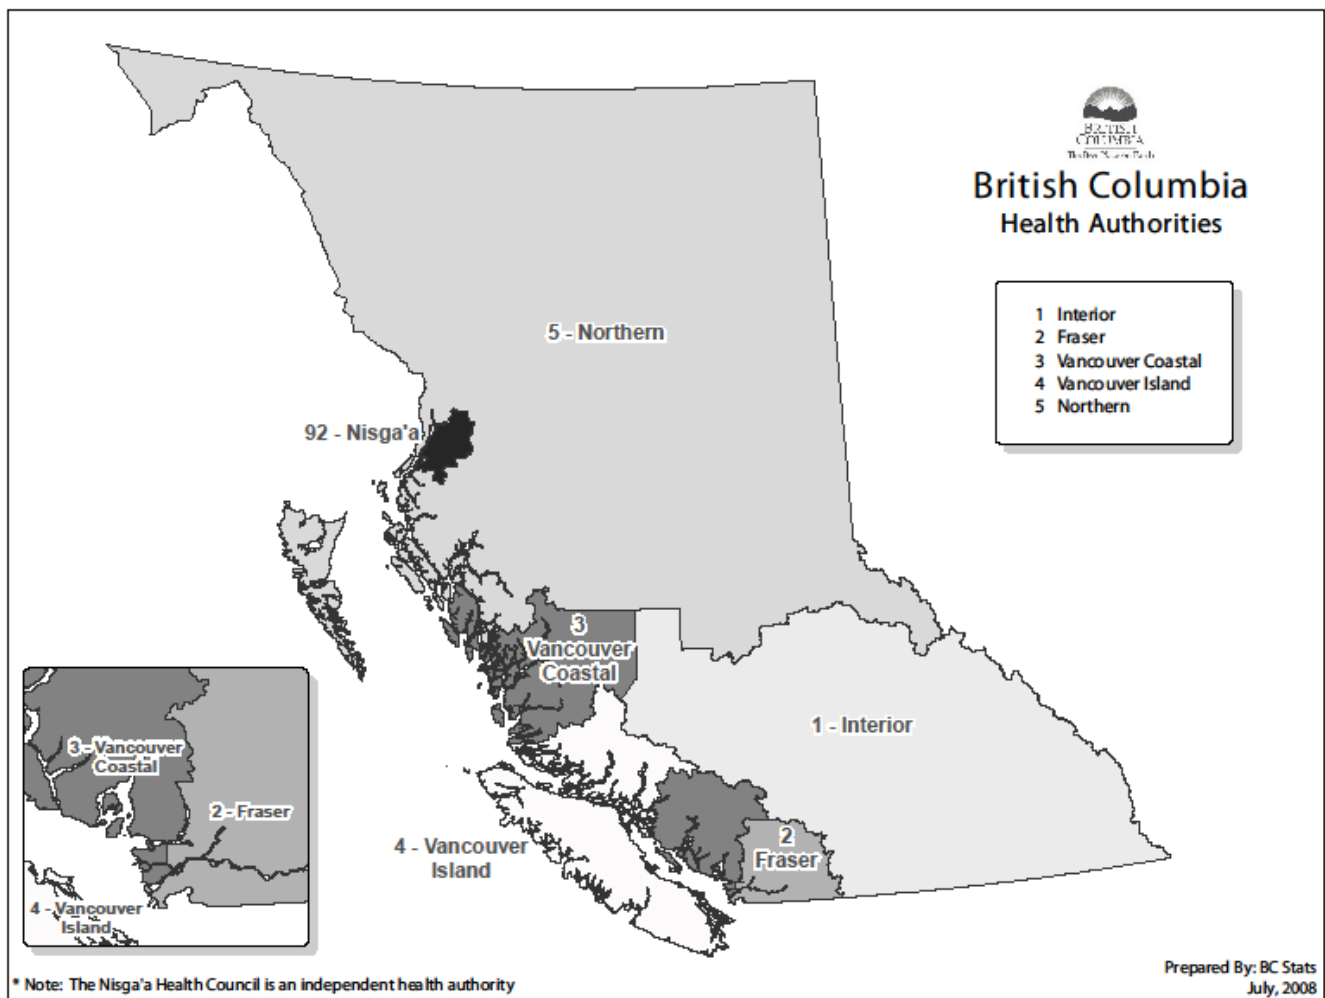 BRITISH
COLUMBIA
British Columbia
Health Authorities
1 Interior
2 Fraser
3 Vancouver Coastal
4 Vancouver Island
5 Northern
5 - Northern
92 - Nisga'a
3
Vancouver
Coastal
1 - Interior
2
Fraser
4 - Vancouver
Island
3 - Vancouver
Coastal
2 - Fraser
4 - Vancouver
Island
* Note: The Nisga'a Health Council is an independent health authority
Prepared By: BC Stats
July, 2008